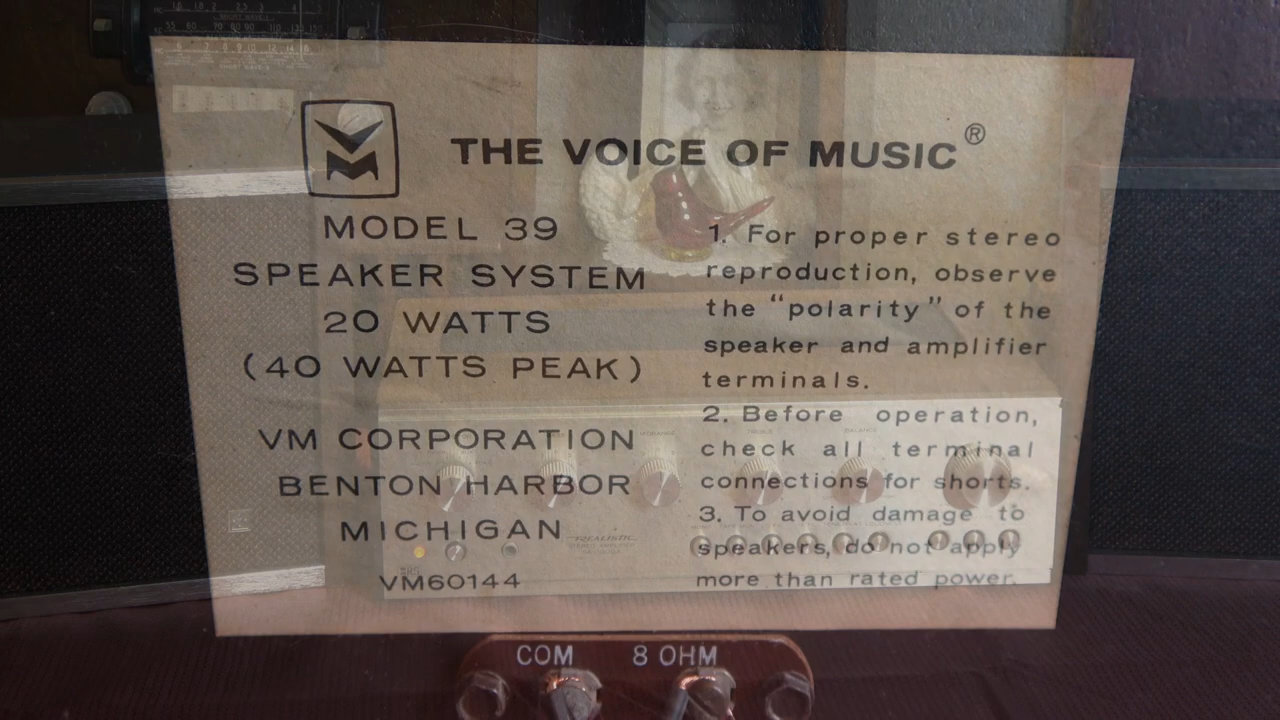 THE VOICE OF MUSIC®
MODEL 39
SPEAKER SYSTEM
20 WATTS
(40 WATTS PEAK)
VM CORPORATION
BENTON HARBOR
MICHIGAN
VM60144
1. For proper stereo
reproduction, observe
the "polarity" of the
speaker and amplifier
terminals.
2. Before operation,
check all terminal
connections for shorts.
3. To avoid damage to
speakers, do not apply
more than rated power.
REALISTIC
COM 8 OHM